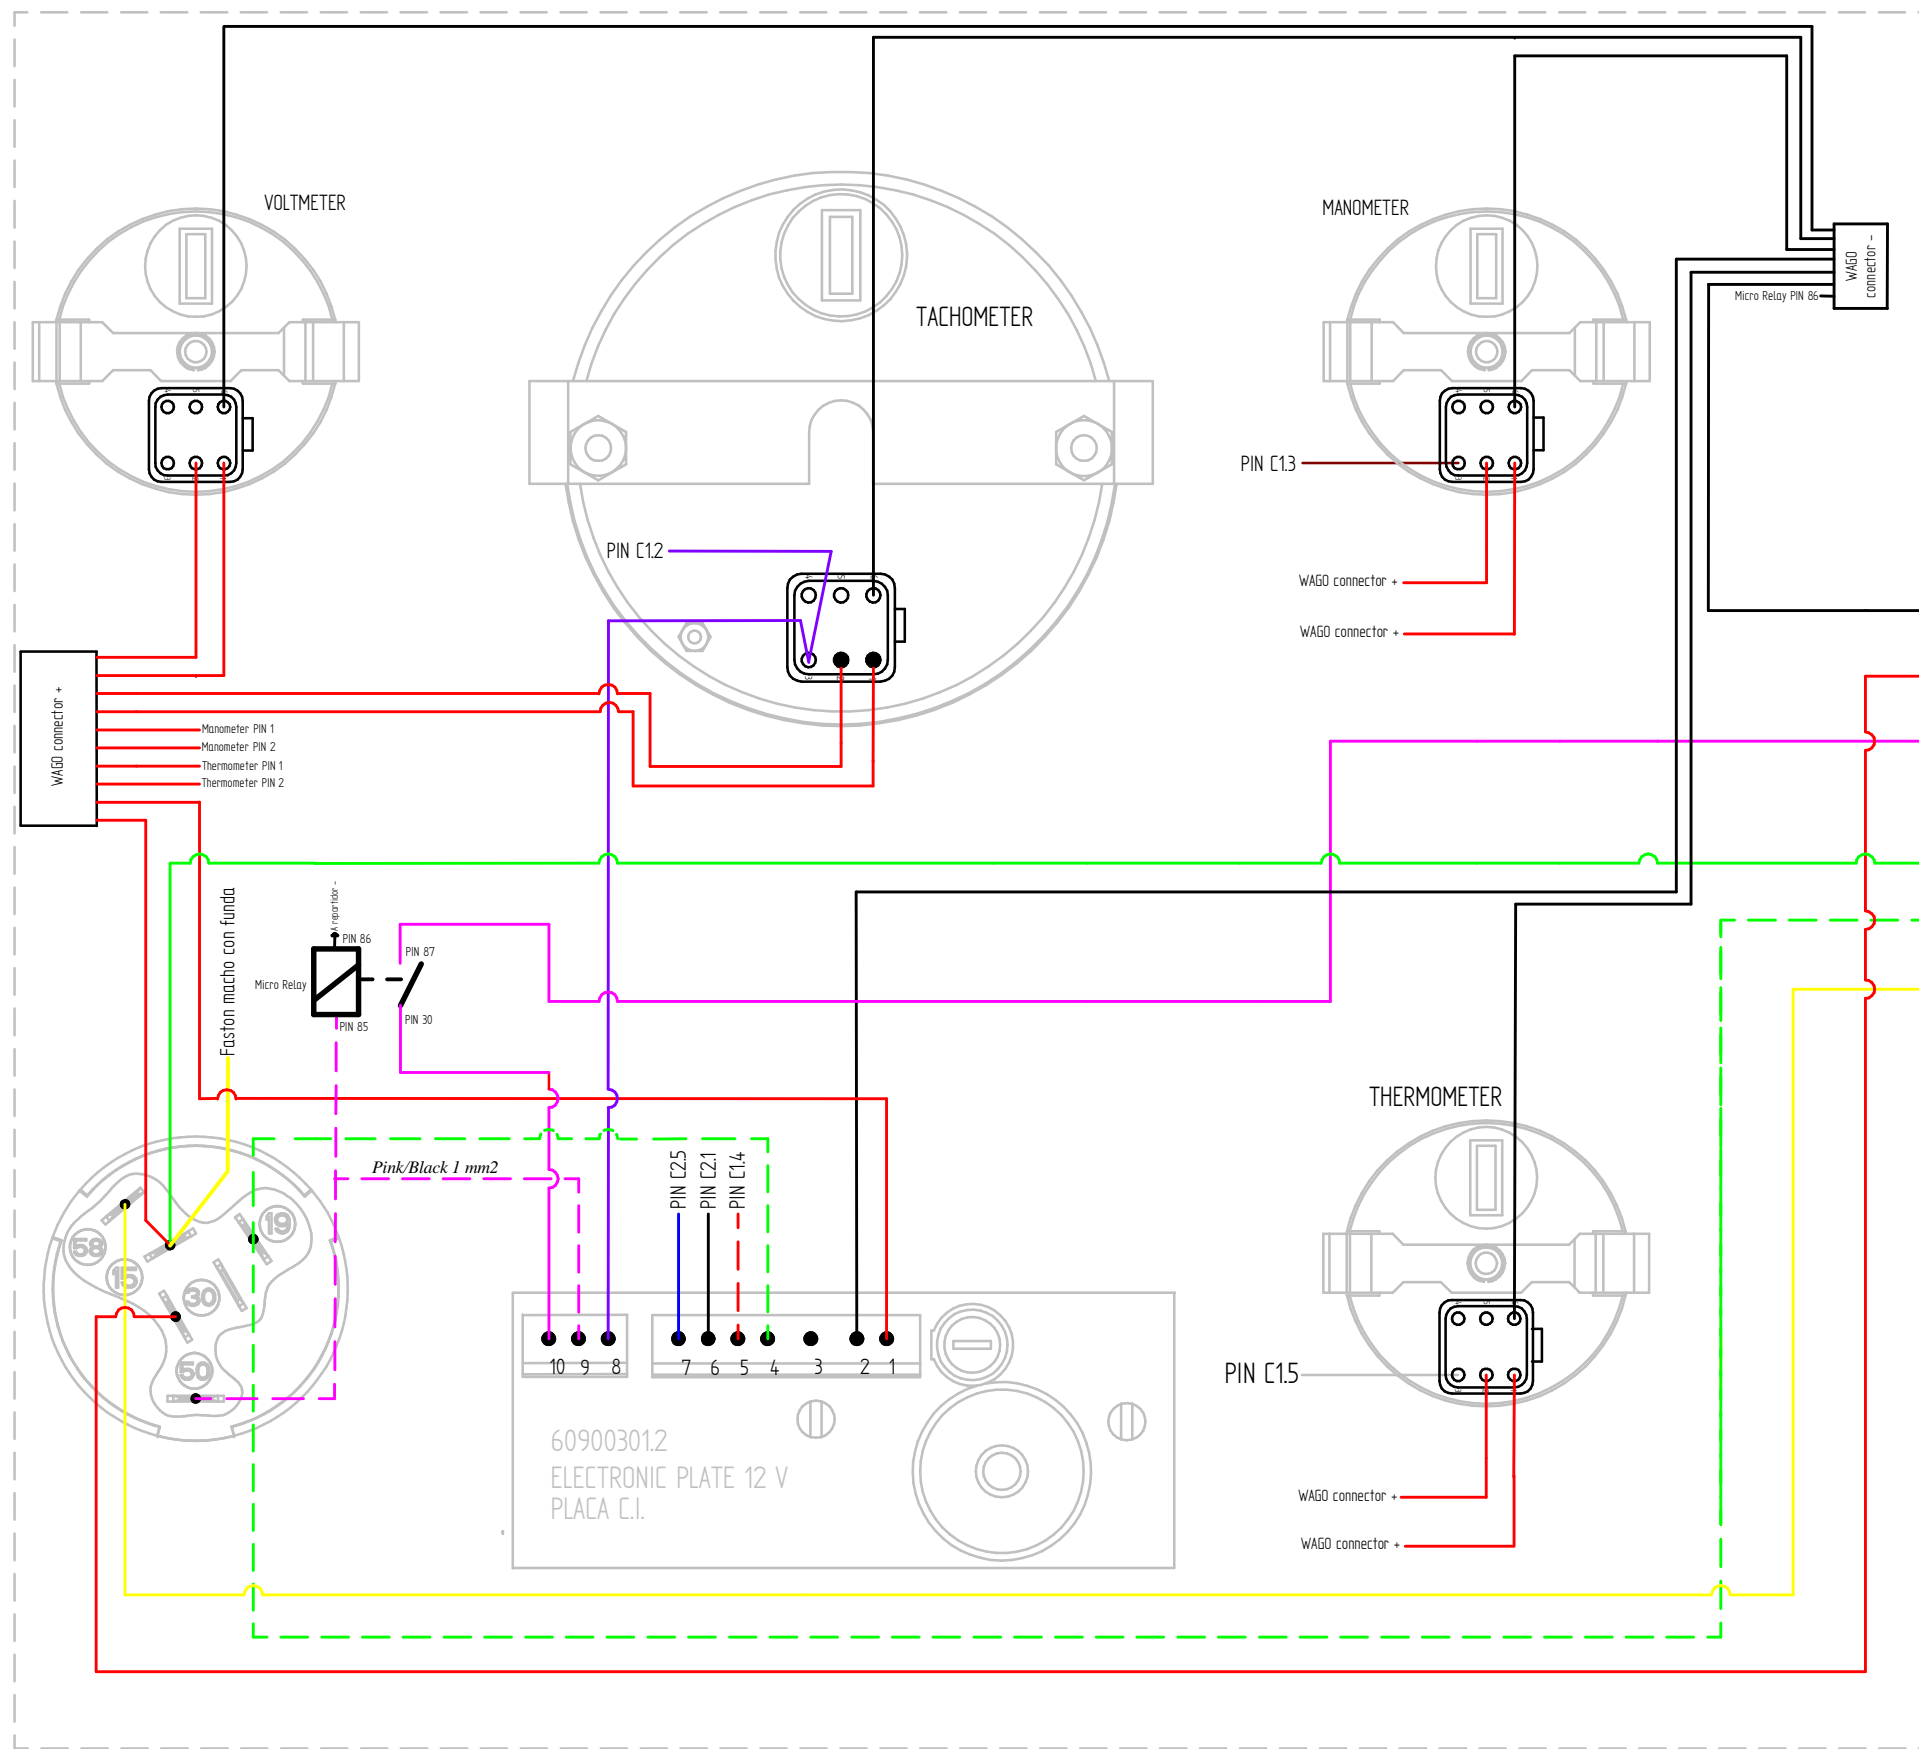 VOLTMETER
TACHOMETER
MANOMETER
WAGO
connector -
Micro Relay PIN 86
PIN C1.3
WAGO connector +
WAGO connector +
PIN C1.2
WAGO connector +
Manometer PIN 1
Manometer PIN 2
Thermometer PIN 1
Thermometer PIN 2
Faston macho con funda
A repartidor -
PIN 86
PIN 87
Micro Relay
PIN 85
PIN 30
THERMOMETER
Pink/Black 1 mm2
PIN C2.5
PIN C2.1
PIN C1.4
58
19
15
30
50
10 9 8 7 6 5 4 3 2 1
PIN C1.5
60900301.2
ELECTRONIC PLATE 12 V
PLACA C.I.
WAGO connector +
WAGO connector +